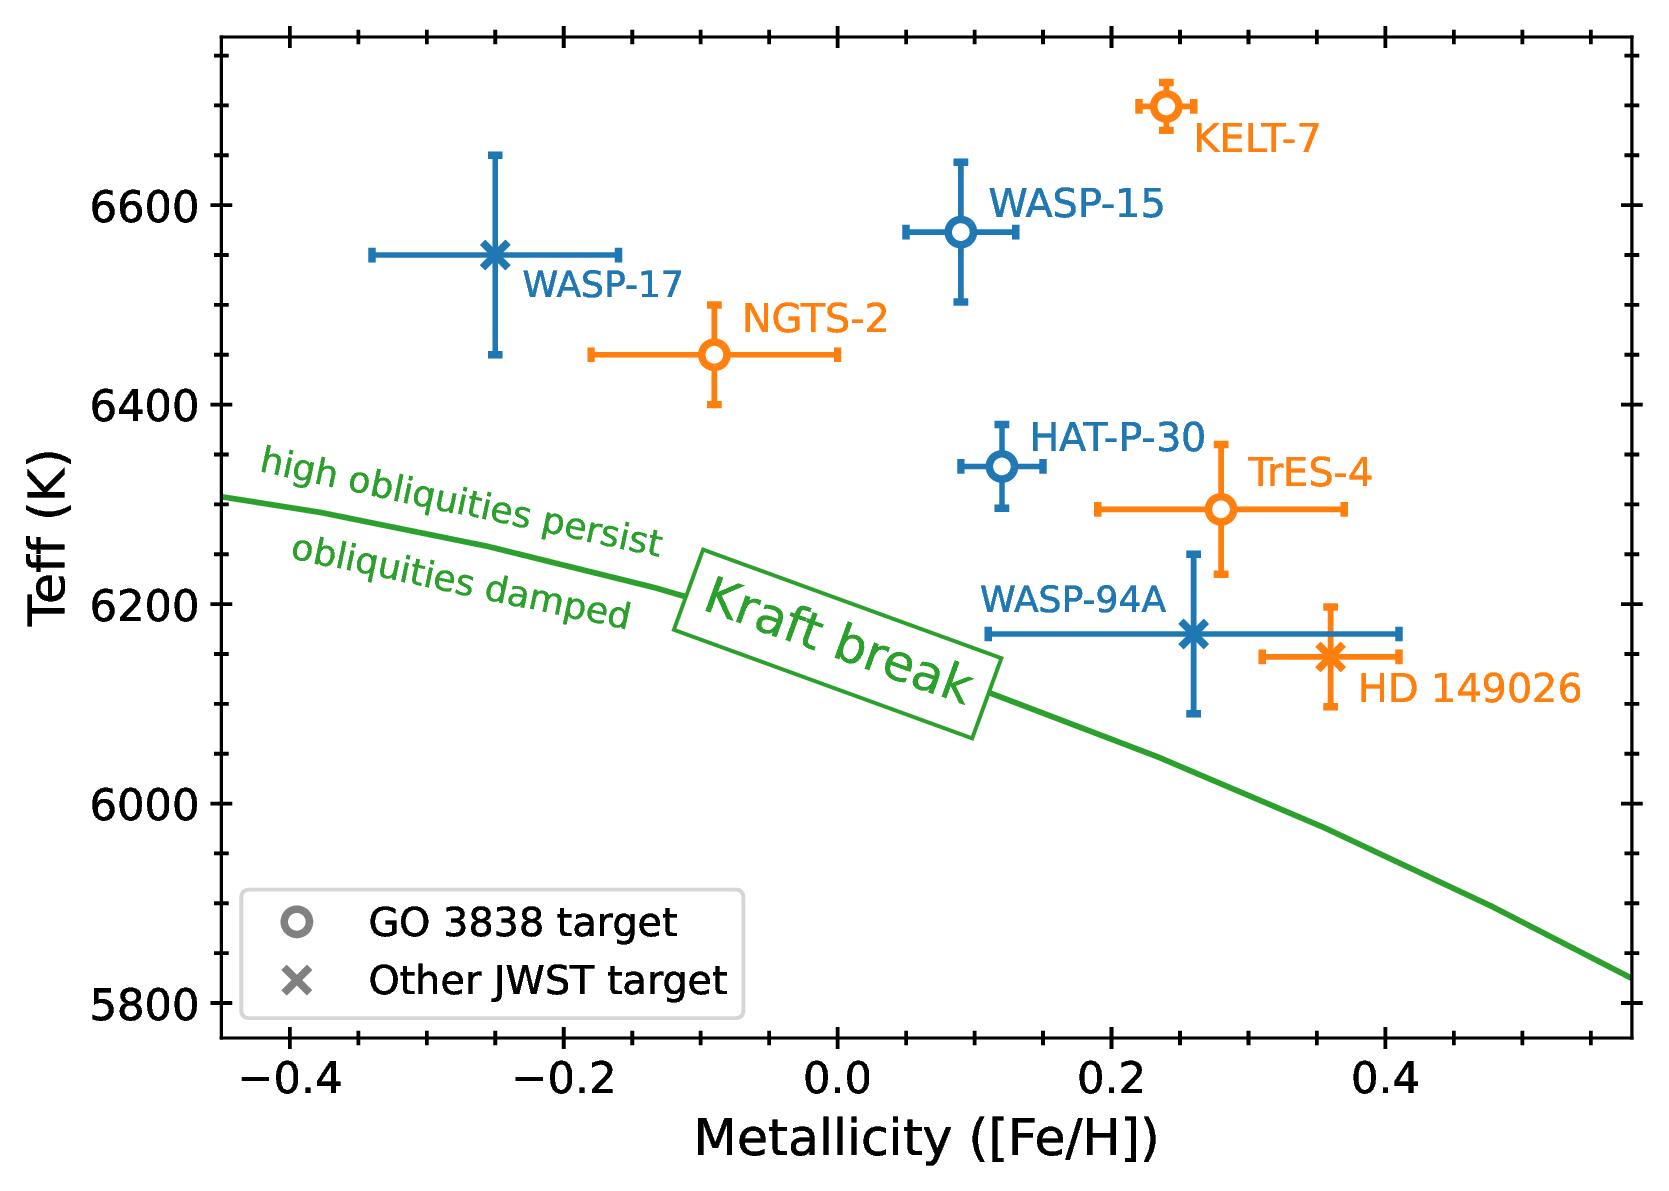 KELT-7
WASP-15
WASP-17
NGTS-2
HAT-P-30
TrES-4
WASP-94A
HD 149026
high obliquities persist
obliquities damped
Kraft break
Teff (K)
6600
6400
6200
6000
5800
GO 3838 target
Other JWST target
−0.4
−0.2
0.0
0.2
0.4
Metallicity ([Fe/H])